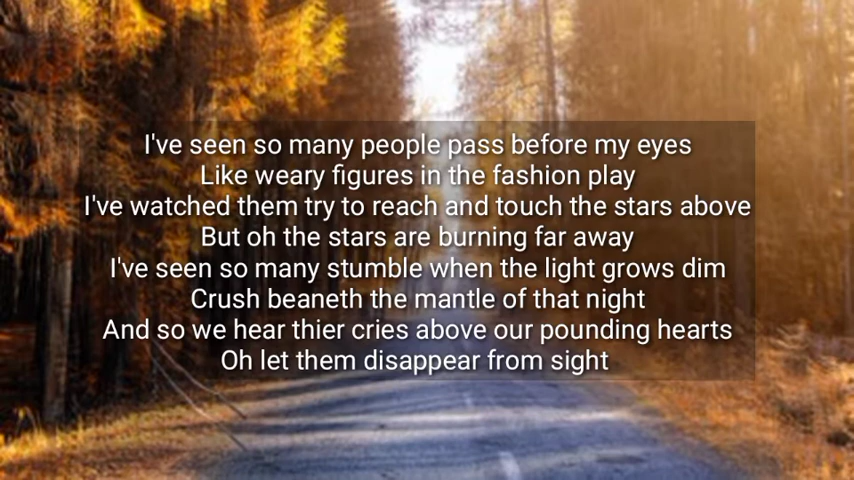 I've seen so many people pass before my eyes
Like weary figures in the fashion play
I've watched them try to reach and touch the stars above
But oh the stars are burning far away
I've seen so many stumble when the light grows dim
Crush beaneth the mantle of that night
And so we hear thier cries above our pounding hearts
Oh let them disappear from sight